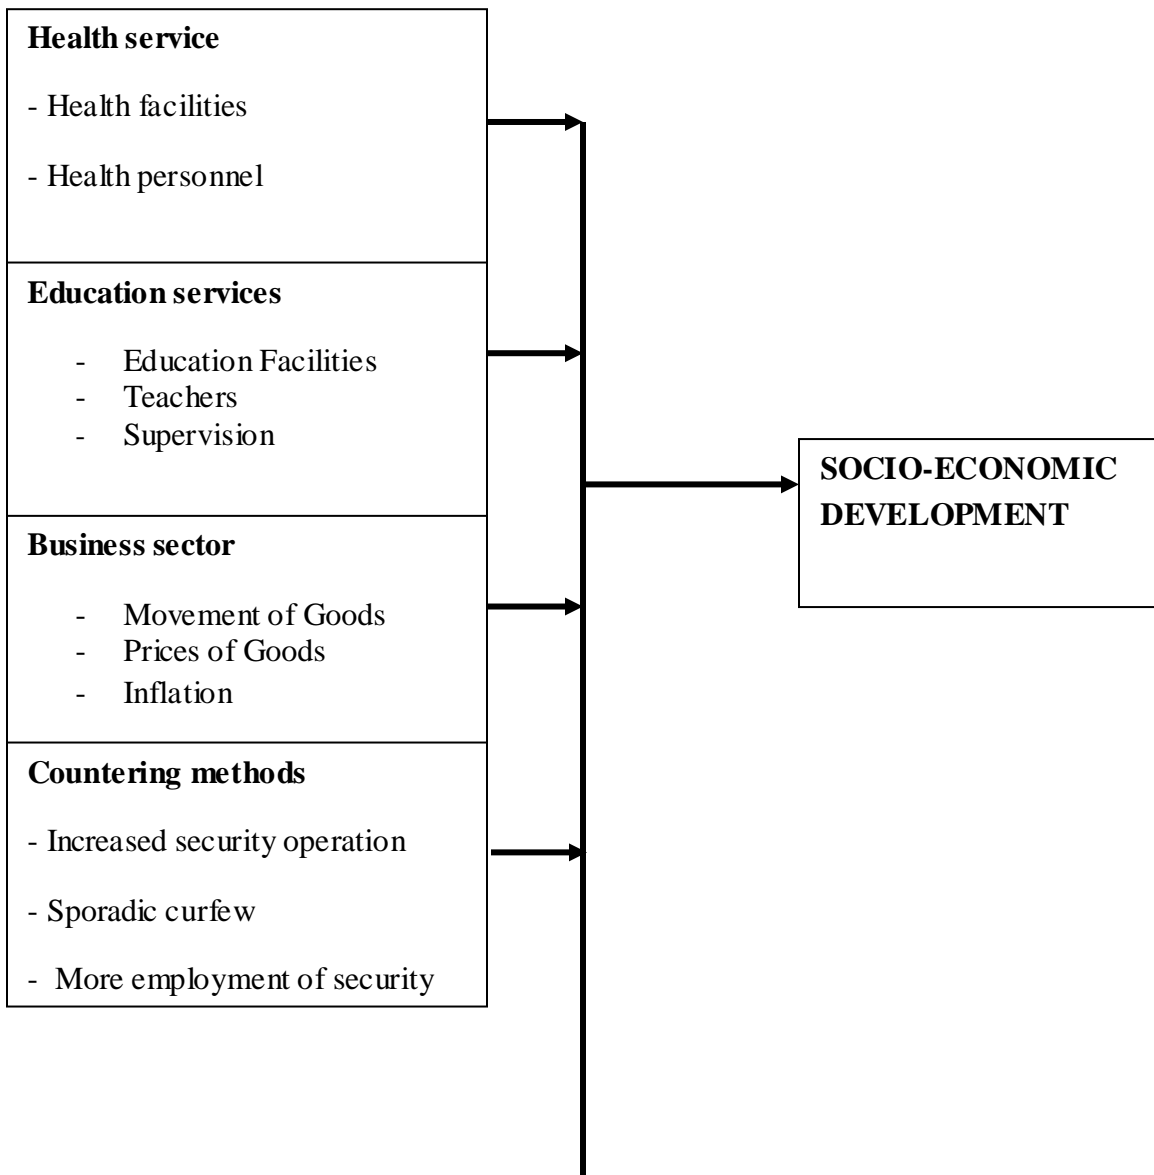 Health service
- Health facilities
- Health personnel
Education services
- Education Facilities
- Teachers
- Supervision
Business sector
- Movement of Goods
- Prices of Goods
- Inflation
Countering methods
- Increased security operation
- Sporadic curfew
- More employment of security
SOCIO-ECONOMIC
DEVELOPMENT